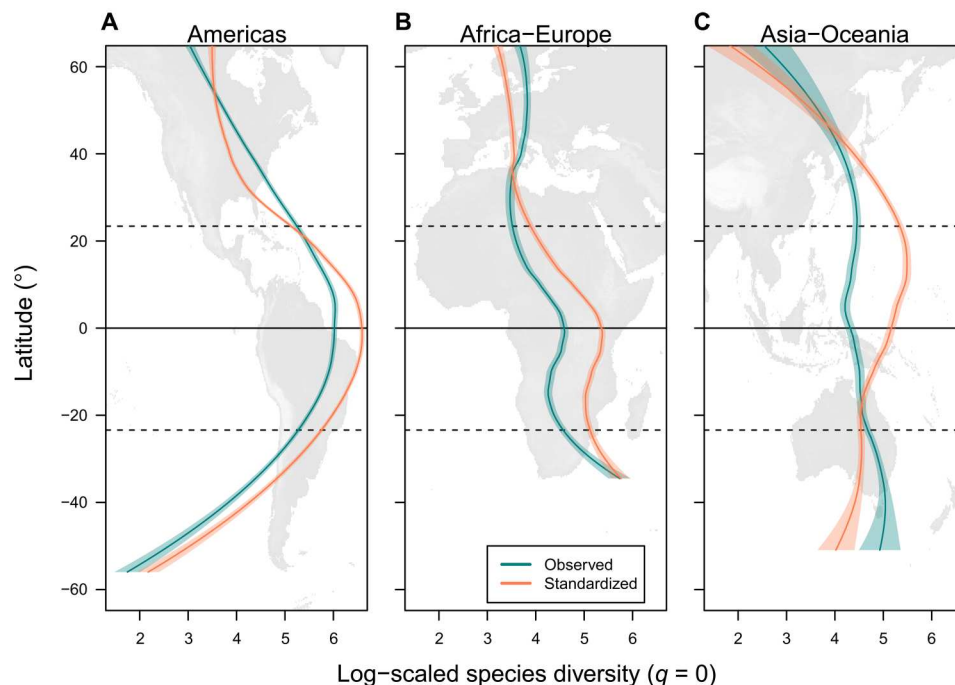 A Americas
B Africa–Europe
C Asia–Oceania
Latitude (°)
60
40
20
0
−20
−40
−60
Observed
Standardized
2 3 4 5 6
2 3 4 5 6
2 3 4 5 6
Log−scaled species diversity (q = 0)